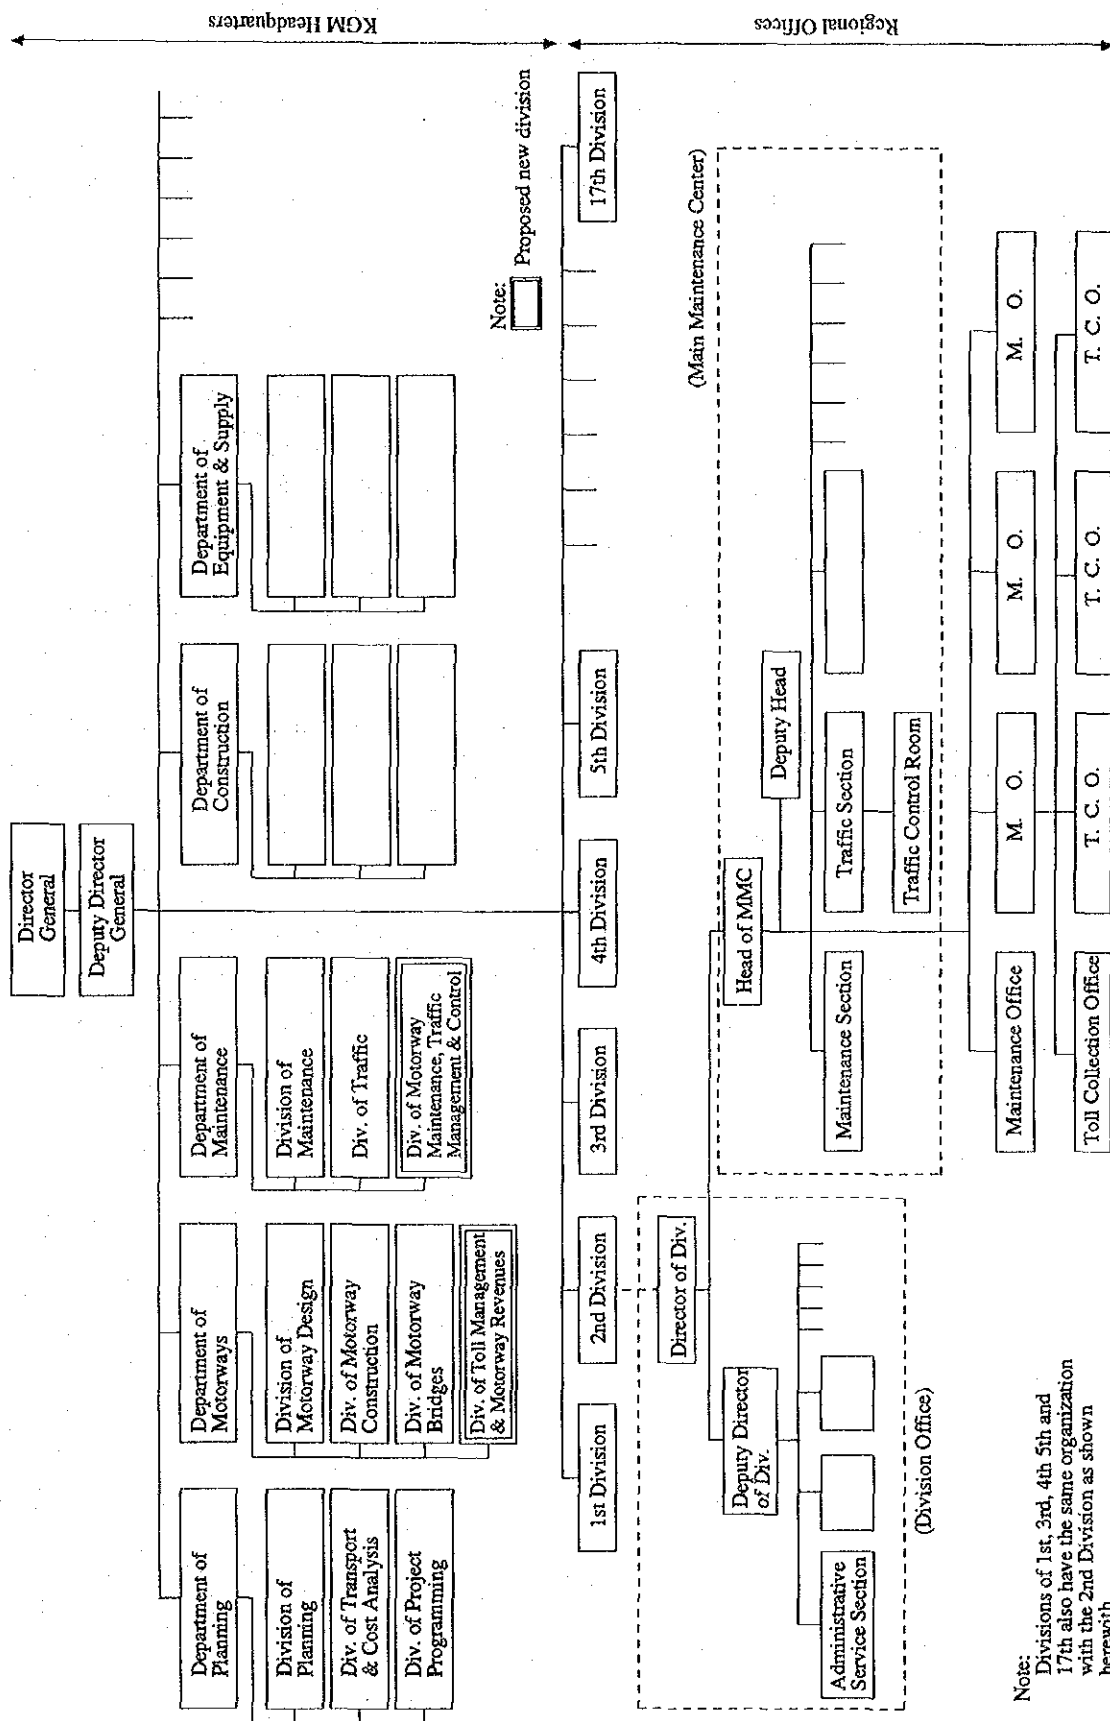 KGM Headquarters
Regional Offices
Director
General
Deputy Director
General
Department of
Planning
Division of
Planning
Div. of Transport
& Cost Analysis
Div. of Project
Programming
Department of
Motorways
Division of
Motorway Design
Div. of Motorway
Construction
Div. of Motorway
Bridges
Div. of Toll Management
& Motorway Revenues
Department of
Maintenance
Division of
Maintenance
Div. of Traffic
Div. of Motorway
Maintenance, Traffic
Management & Control
Department of
Construction
Department of
Equipment & Supply
Note:
Proposed new division
1st Division
2nd Division
3rd Division
4th Division
5th Division
17th Division
Director of Div.
Deputy Director
of Div.
Administrative
Service Section
(Division Office)
(Main Maintenance Center)
Head of MMC
Deputy Head
Maintenance Section
Traffic Section
Traffic Control Room
Maintenance Office
M. O.
M. O.
M. O.
Toll Collection Office
T. C. O.
T. C. O.
T. C. O.
Note:
Divisions of 1st, 3rd, 4th 5th and
17th also have the same organization
with the 2nd Division as shown
herewith